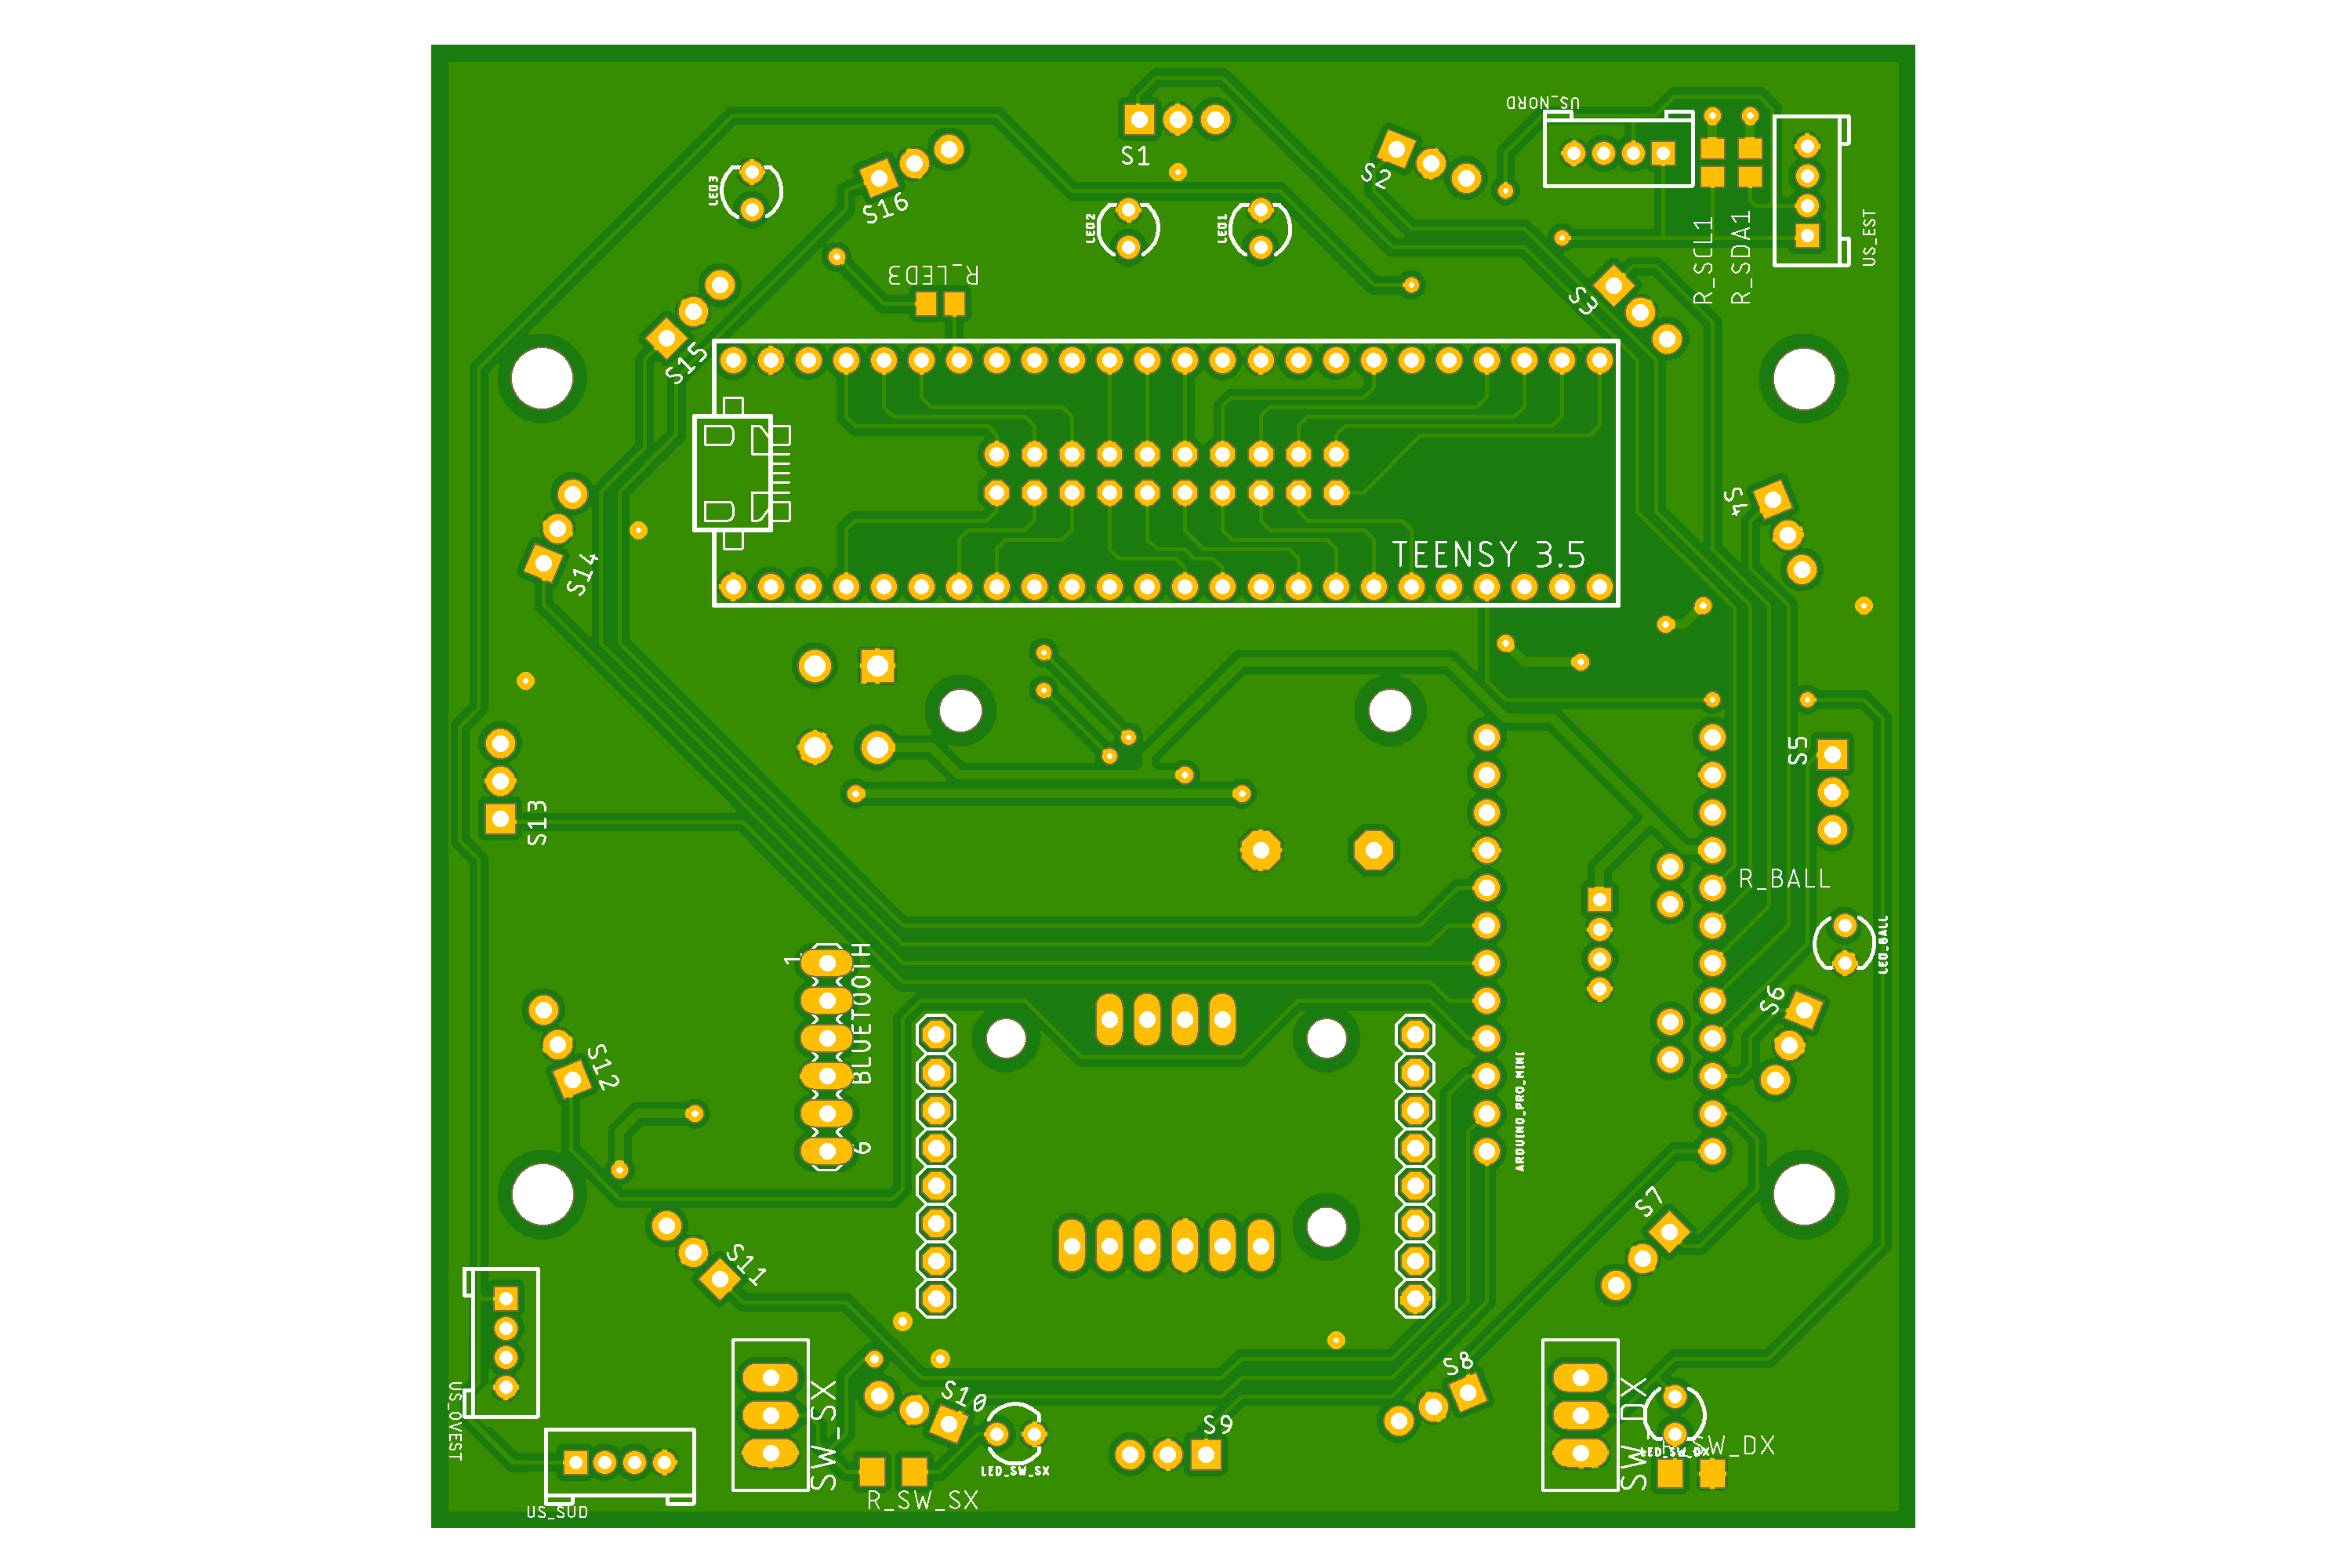 US_NORD
S1
S2
LED3
S16
LED2
LED1
US_EST
R_SCL1
R_SDA1
R_LED3
S3
S15
S4
TEENSY 3.5
S14
S5
S13
R_BALL
LED_BALL
1
BLUETOOTH
6
S6
S12
ARDUINO_PRO_MINI
S7
S11
S8
US_OVEST
SW_SX
S10
S9
SW_DX
LED_SW_SX
LED_SW_DX
R_SW_SX
US_SUD